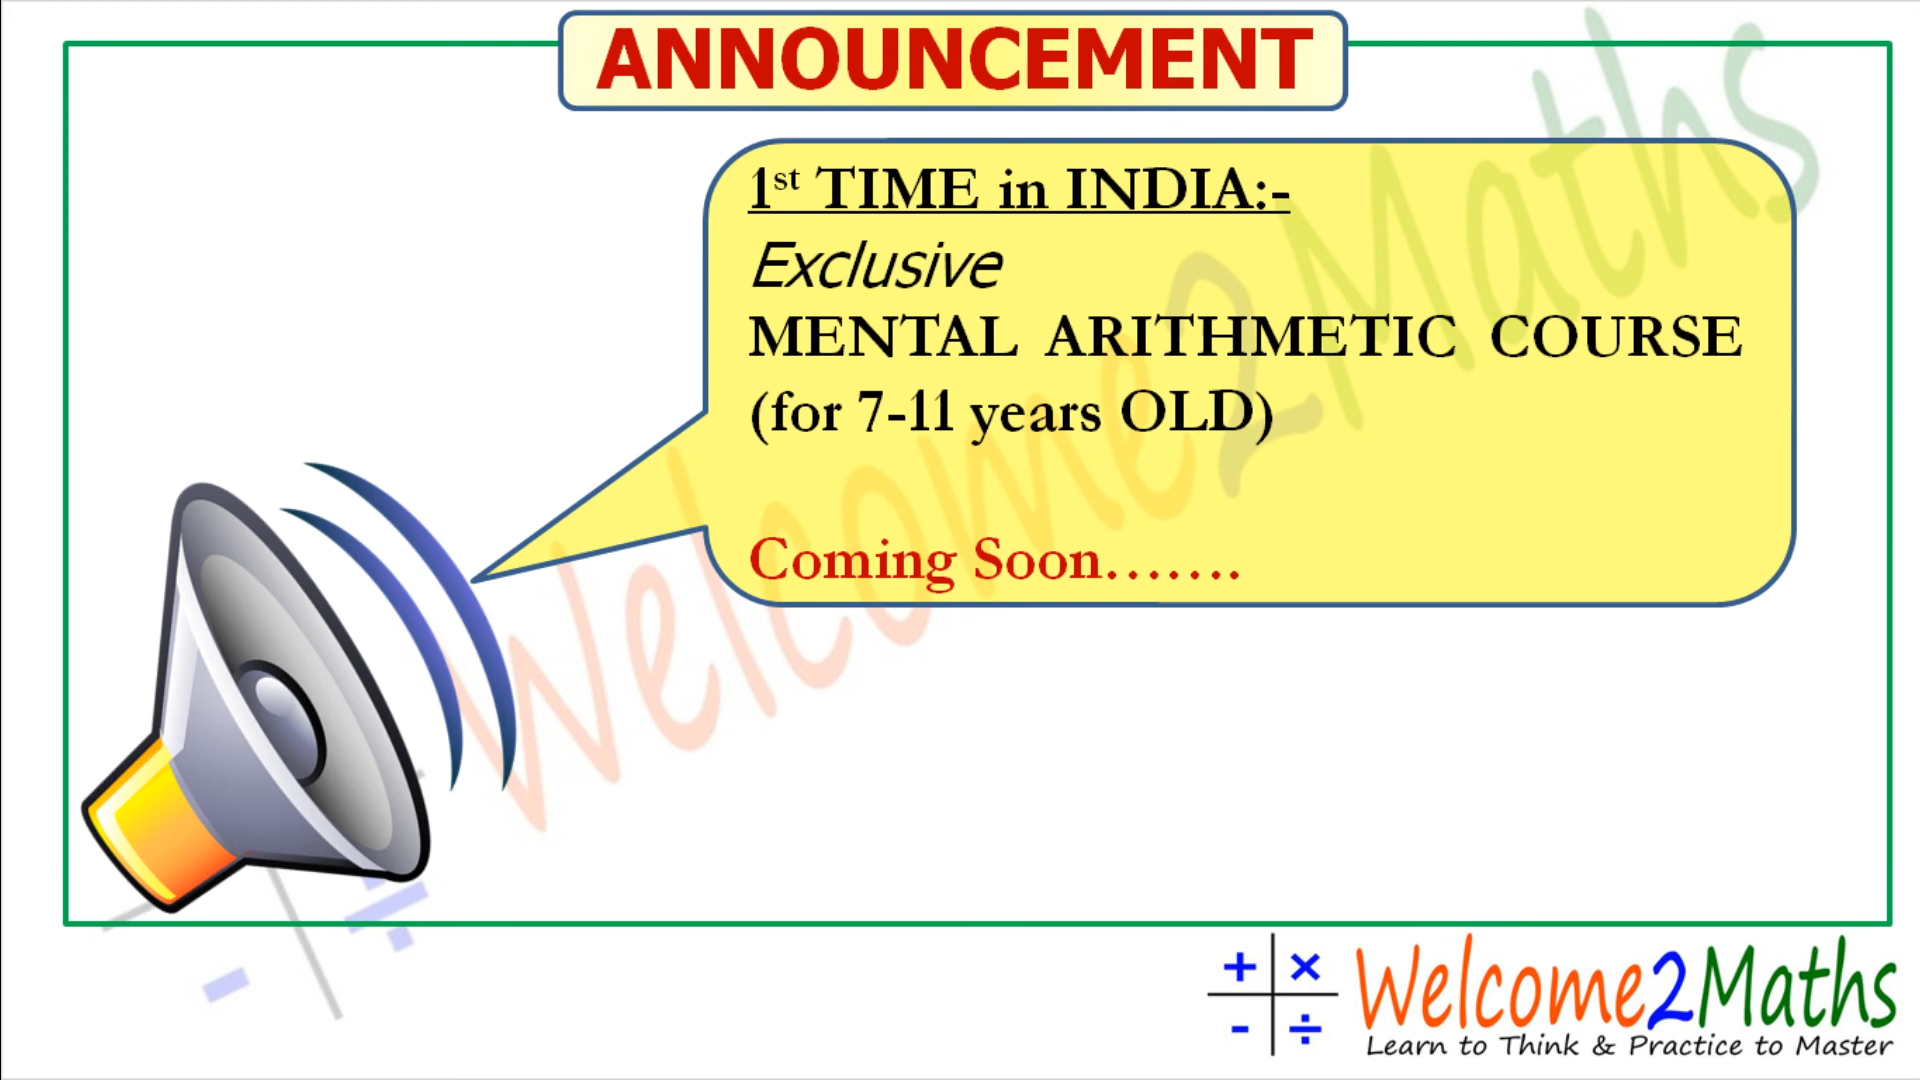 ANNOUNCEMENT
1st TIME in INDIA:-
Exclusive
MENTAL ARITHMETIC COURSE
(for 7-11 years OLD)
Coming Soon.......
Welcome2Maths
+ ×
- ÷
Welcome2Maths
Learn to Think & Practice to Master